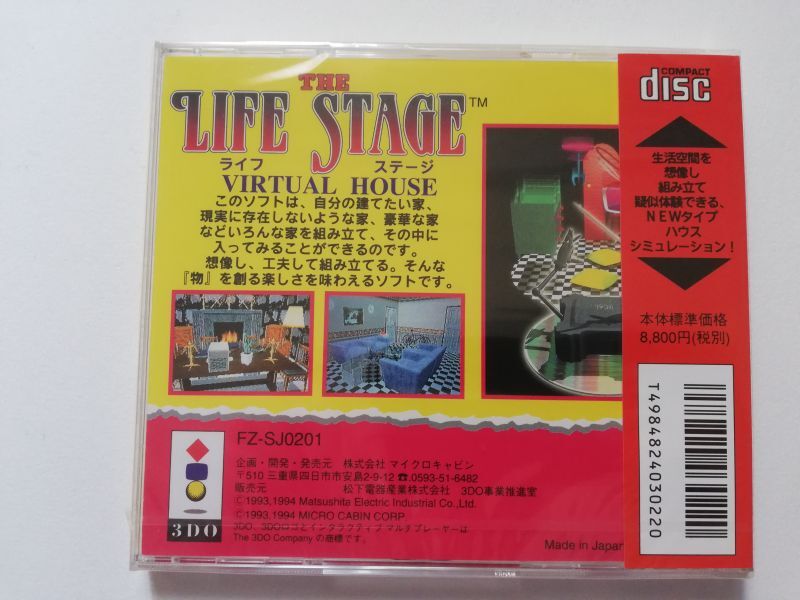 THE
LIFE STAGE™
ライフ ステージ
VIRTUAL HOUSE
このソフトは、自分の建てたい家、
現実に存在しないような家、豪華な家
などいろんな家を組み立て、その中に
入ってみることができるのです。
想像し、工夫して組み立てる。そんな
『物』を創る楽しさを味わえるソフトです。
FZ-SJ0201
企画・開発・発売元 株式会社 マイクロキャビン
〒510 三重県四日市市安島2-9-12 ☎.0593-51-6482
販売元 松下電器産業株式会社 3DO事業推進室
©1993,1994 Matsushita Electric Industrial Co.,Ltd.
©1993,1994 MICRO CABIN CORP.
3DO、3DOロゴとインタラクティブ マルチプレーヤーは
The 3DO Company の商標です。
3DO
Made in Japan
COMPACT
disc
生活空間を
想像し
組み立て
疑似体験できる、
NEWタイプ
ハウス
シミュレーション！
本体標準価格
8,800円(税別)
T4984824030220